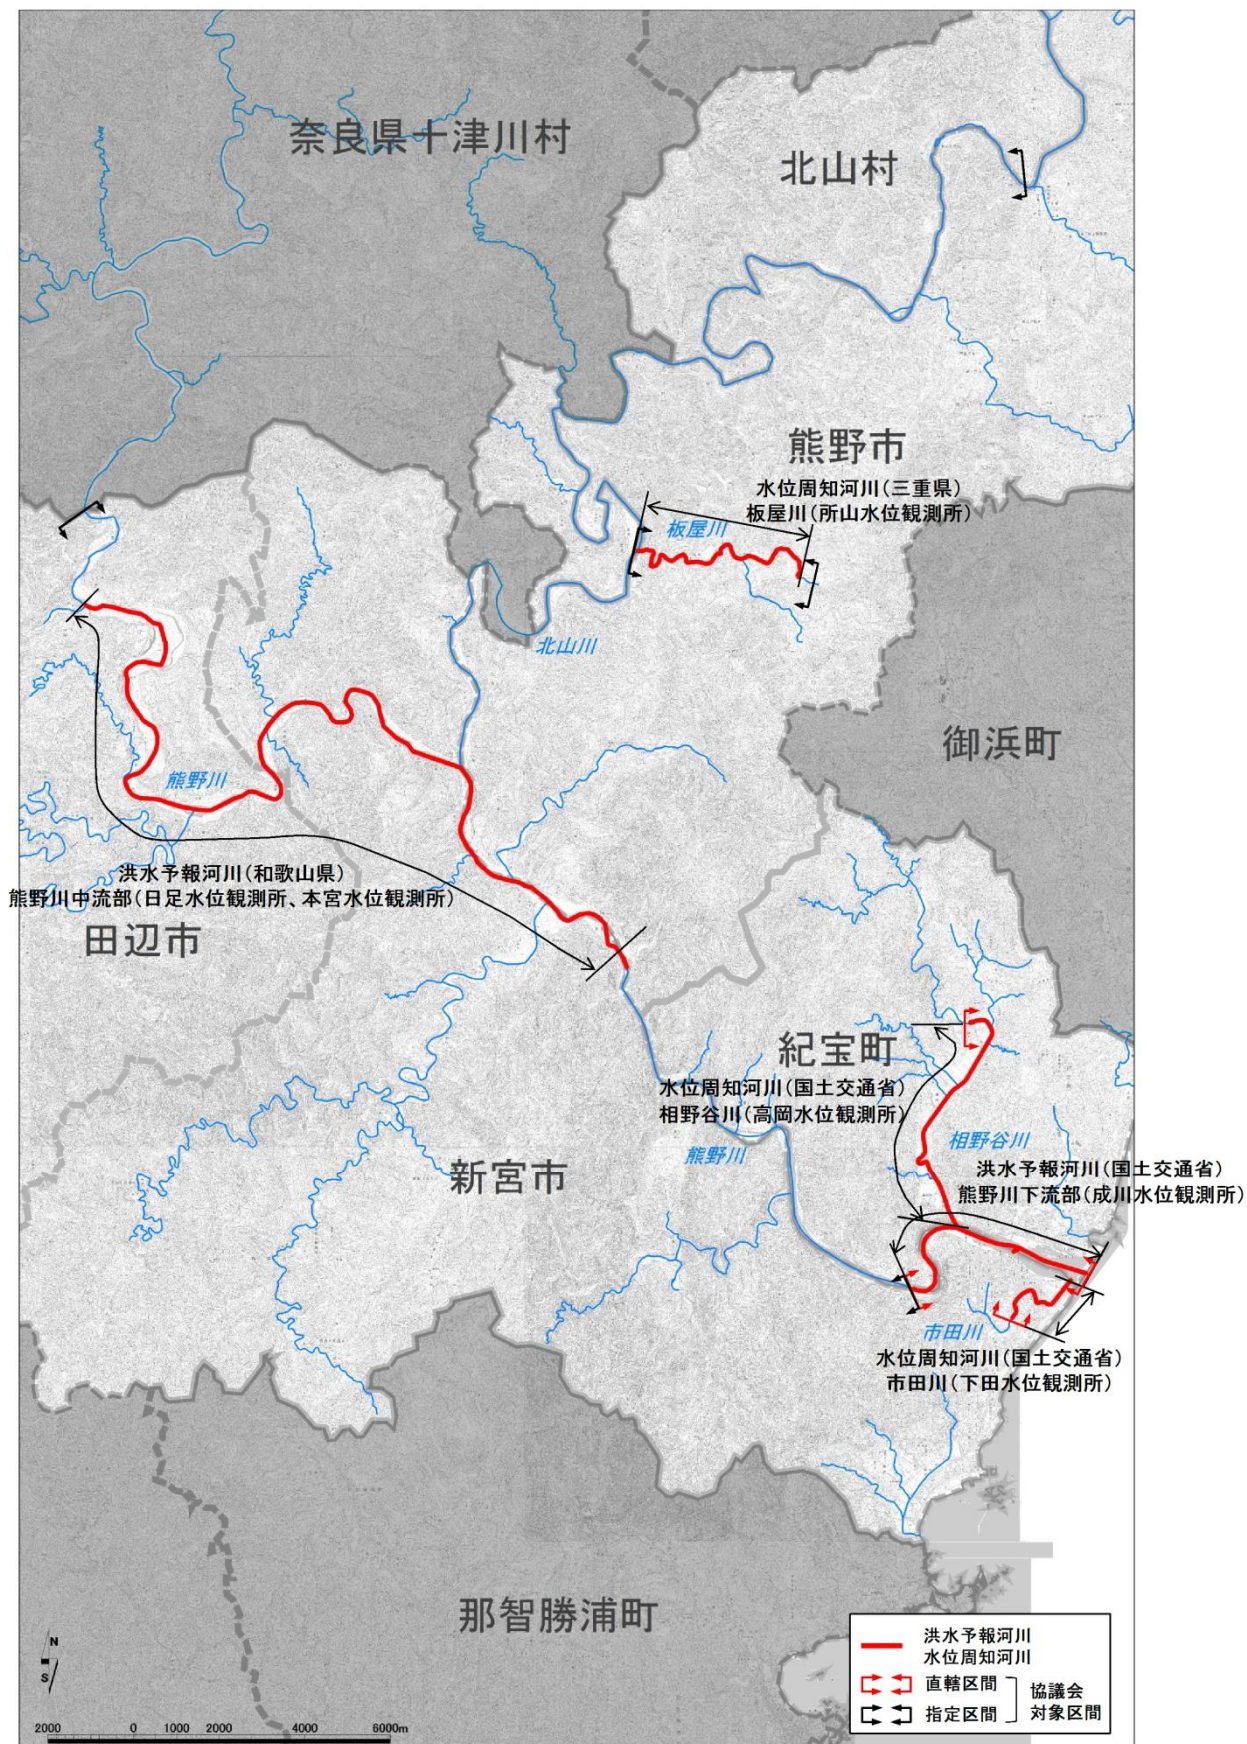 奈良県十津川村
北山村
熊野市
水位周知河川(三重県)
板屋川(所山水位観測所)
板屋川
北山川
御浜町
熊野川
洪水予報河川(和歌山県)
熊野川中流部(日足水位観測所、本宮水位観測所)
田辺市
紀宝町
水位周知河川(国土交通省)
相野谷川(高岡水位観測所)
相野谷川
熊野川
新宮市
洪水予報河川(国土交通省)
熊野川下流部(成川水位観測所)
市田川
水位周知河川(国土交通省)
市田川(下田水位観測所)
那智勝浦町
洪水予報河川
水位周知河川
直轄区間
指定区間
協議会
対象区間
N
S
2000 0 1000 2000 4000 6000m